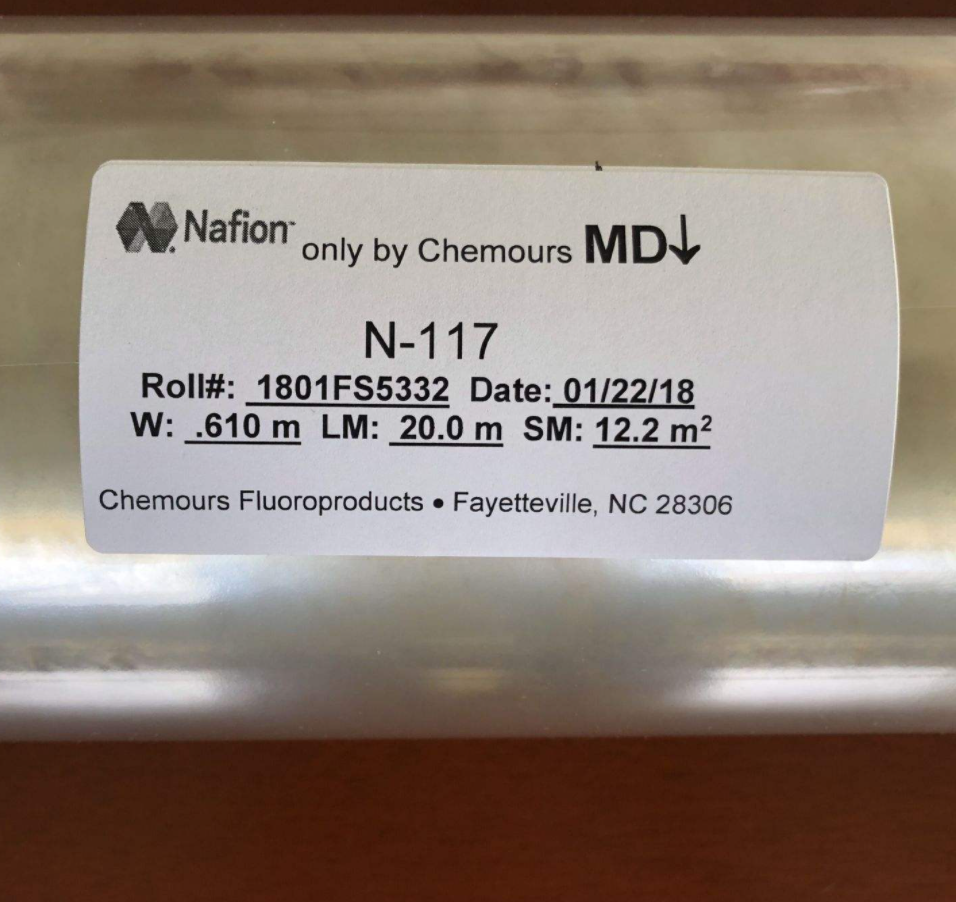 Nafion™ only by Chemours MD↓
N-117
Roll#: 1801FS5332 Date: 01/22/18
W: .610 m LM: 20.0 m SM: 12.2 m²
Chemours Fluoroproducts • Fayetteville, NC 28306